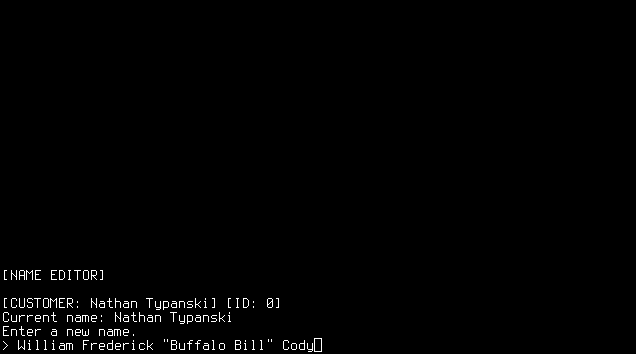 [NAME EDITOR]
[CUSTOMER: Nathan Typanski] [ID: 0]
Current name: Nathan Typanski
Enter a new name.
> William Frederick "Buffalo Bill" Cody